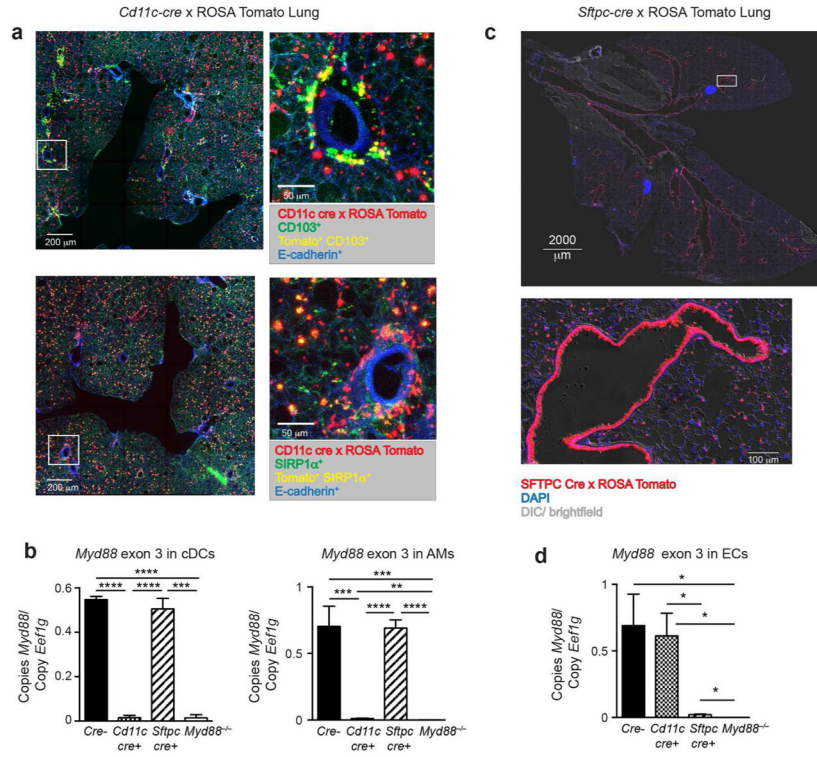 Cd11c-cre x ROSA Tomato Lung
a
200 μm
50 μm
CD11c cre x ROSA Tomato
CD103⁺
Tomato⁺ CD103⁺
E-cadherin⁺
200 μm
50 μm
CD11c cre x ROSA Tomato
SIRP1α⁺
Tomato⁺ SIRP1α⁺
E-cadherin⁺
Sftpc-cre x ROSA Tomato Lung
c
2000
μm
100 μm
SFTPC Cre x ROSA Tomato
DAPI
DIC/ brightfield
b
Myd88 exon 3 in cDCs
Copies Myd88/
Copy Eef1g
0.6
0.2
0
****
**** **** ***
Cre- Cd11c cre+ Sftpc cre+ Myd88⁻/⁻
Myd88 exon 3 in AMs
Copies Myd88/
Copy Eef1g
1
0.5
0
***
*** **
**** ****
Cre- Cd11c cre+ Sftpc cre+ Myd88⁻/⁻
d
Myd88 exon 3 in ECs
Copies Myd88/
Copy Eef1g
1
0.5
0
*
*
*
*
Cre- Cd11c cre+ Sftpc cre+ Myd88⁻/⁻